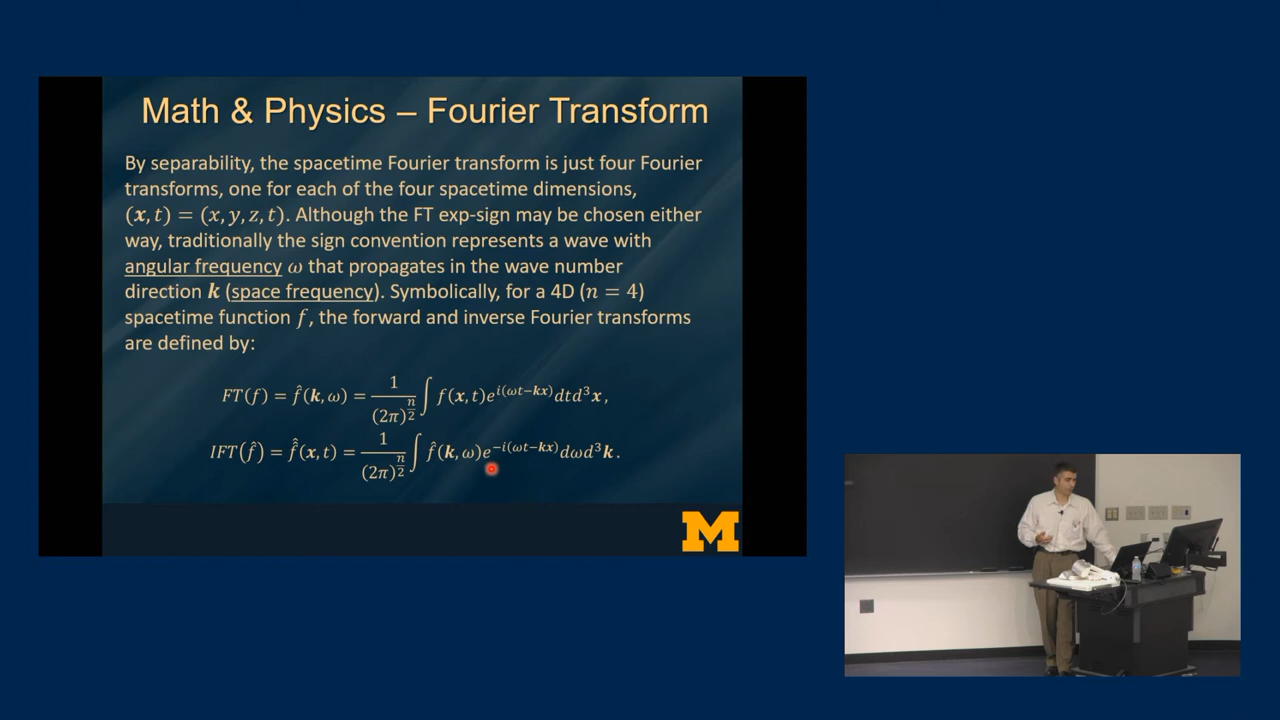 Math & Physics – Fourier Transform
By separability, the spacetime Fourier transform is just four Fourier
transforms, one for each of the four spacetime dimensions,
(𝒙, t) = (x, y, z, t). Although the FT exp-sign may be chosen either
way, traditionally the sign convention represents a wave with
angular frequency ω that propagates in the wave number
direction 𝒌 (space frequency). Symbolically, for a 4D (n = 4)
spacetime function f, the forward and inverse Fourier transforms
are defined by:
FT(f) = f̂(𝒌, ω) = 1/(2π)^(n/2) ∫ f(𝐱, t)e^{i(ωt−𝒌𝐱)}dtd³𝐱 ,
IFT(f̂) = f̂̂(𝐱, t) = 1/(2π)^(n/2) ∫ f̂(𝒌, ω)e^{−i(ωt−𝒌𝐱)}dωd³𝐤 .
M